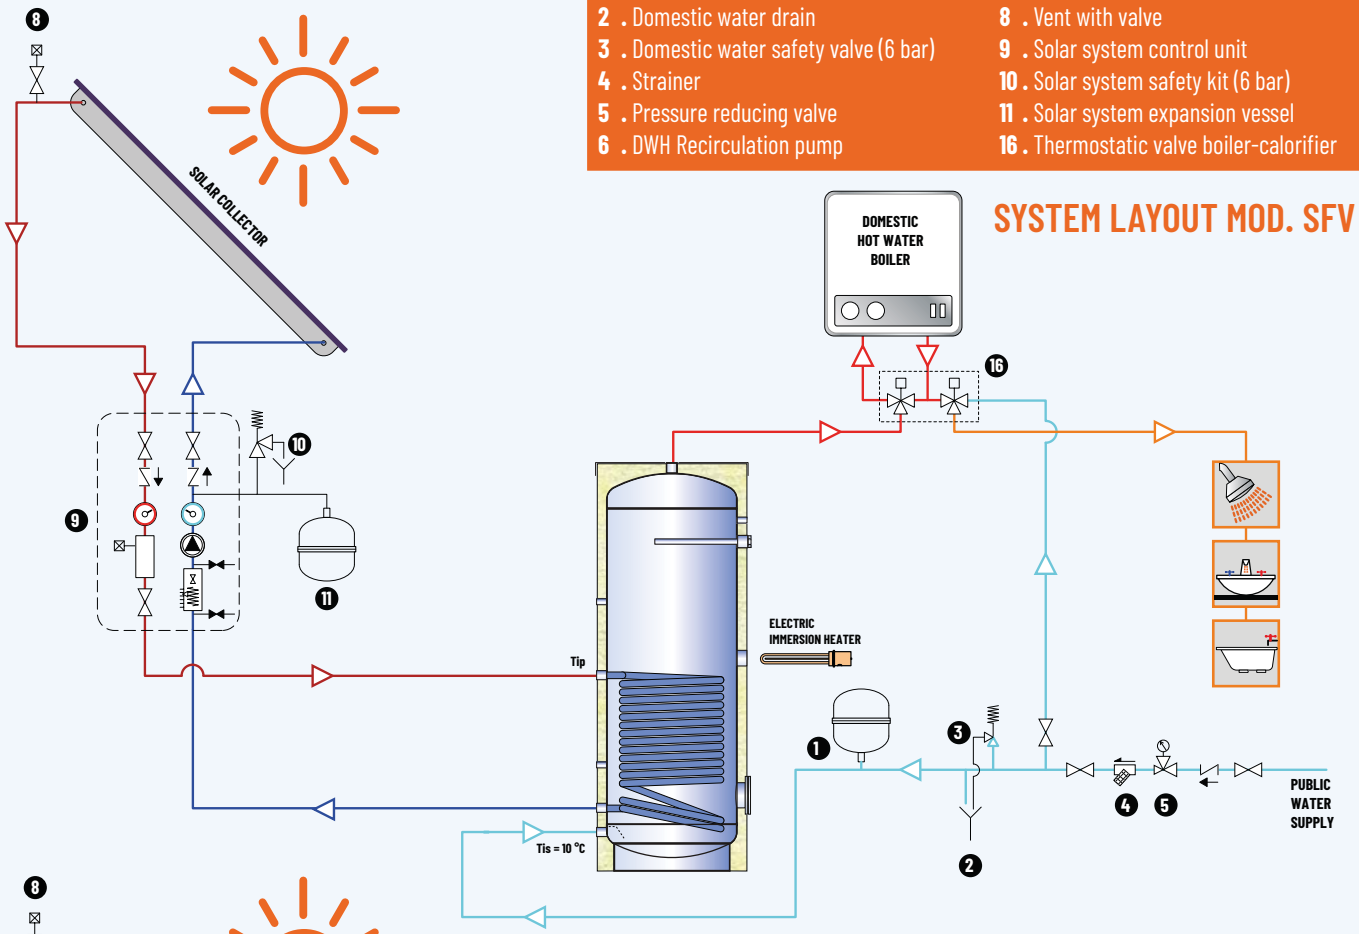 8
2 . Domestic water drain
3 . Domestic water safety valve (6 bar)
4 . Strainer
5 . Pressure reducing valve
6 . DWH Recirculation pump
8 . Vent with valve
9 . Solar system control unit
10 . Solar system safety kit (6 bar)
11 . Solar system expansion vessel
16 . Thermostatic valve boiler-calorifier
SYSTEM LAYOUT MOD. SFV
SOLAR COLLECTOR
DOMESTIC
HOT WATER
BOILER
16
10
9
11
ELECTRIC
IMMERSION HEATER
Tip
1
3
4
5
PUBLIC
WATER
SUPPLY
Tis = 10 °C
2
8